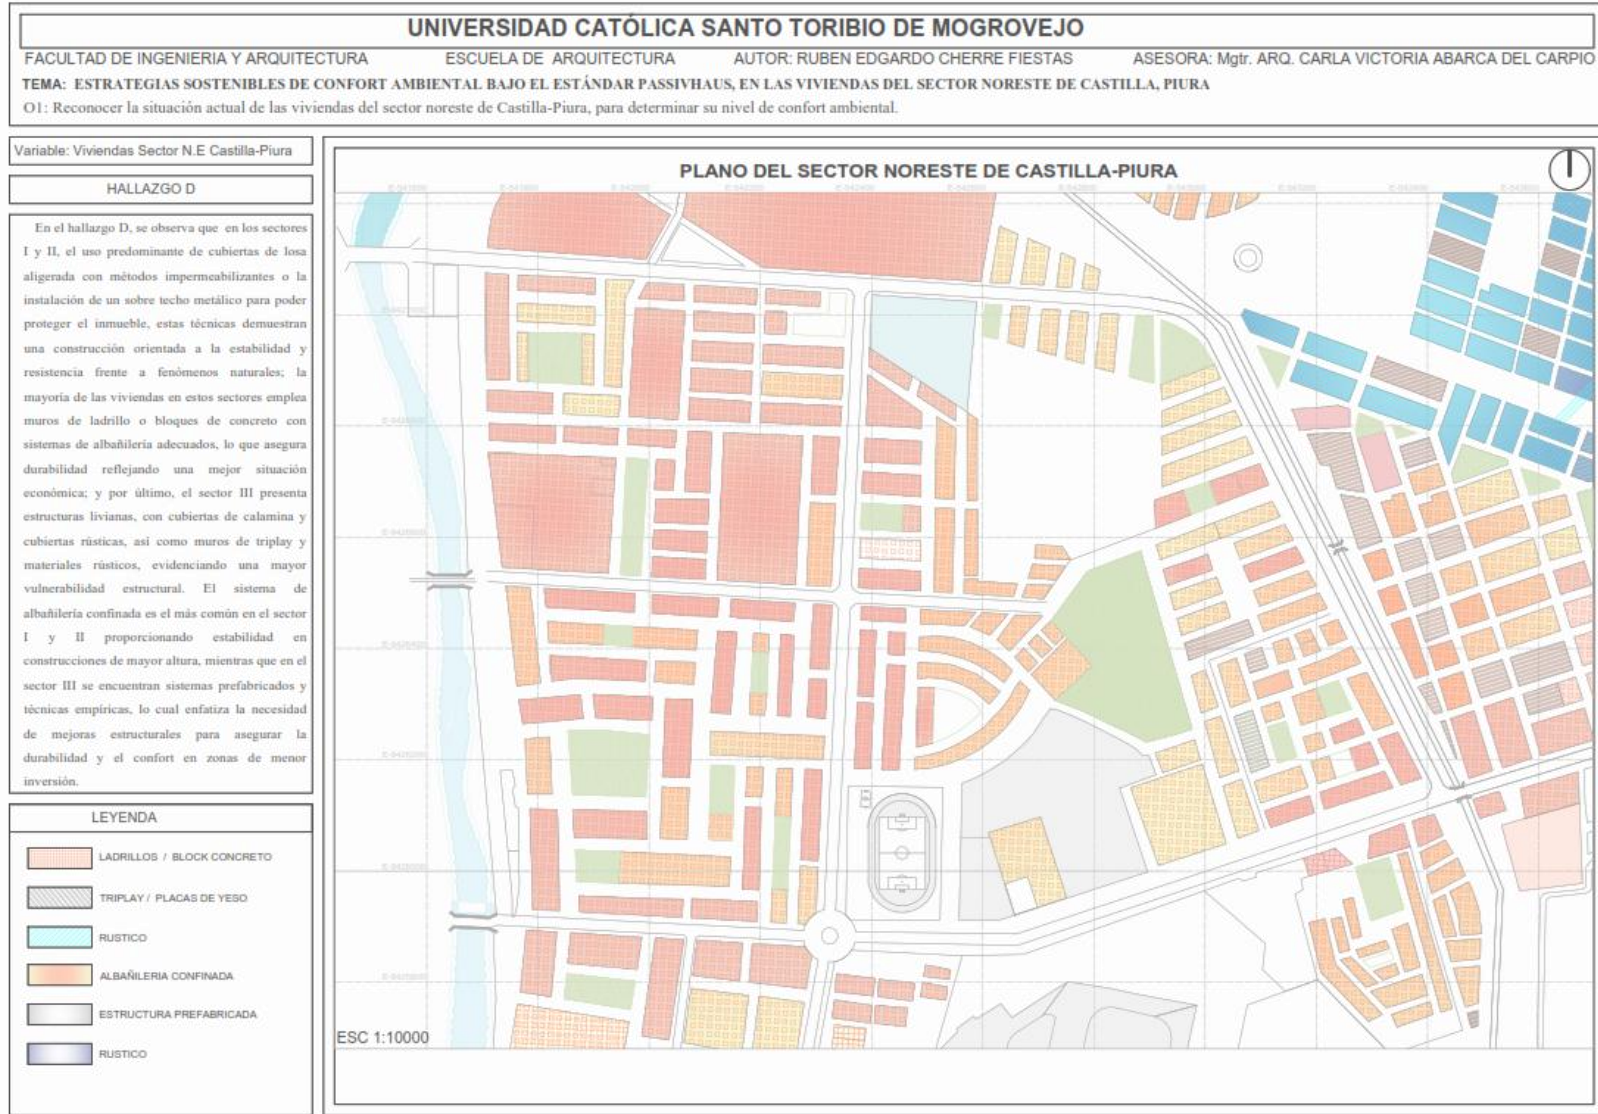 UNIVERSIDAD CATÓLICA SANTO TORIBIO DE MOGROVEJO
FACULTAD DE INGENIERIA Y ARQUITECTURA ESCUELA DE ARQUITECTURA AUTOR: RUBEN EDGARDO CHERRE FIESTAS ASESORA: Mgtr. ARQ. CARLA VICTORIA ABARCA DEL CARPIO
TEMA: ESTRATEGIAS SOSTENIBLES DE CONFORT AMBIENTAL BAJO EL ESTÁNDAR PASSIVHAUS, EN LAS VIVIENDAS DEL SECTOR NORESTE DE CASTILLA, PIURA
O1: Reconocer la situación actual de las viviendas del sector noreste de Castilla-Piura, para determinar su nivel de confort ambiental.
Variable: Viviendas Sector N.E Castilla-Piura
HALLAZGO D
En el hallazgo D, se observa que en los sectores
I y II, el uso predominante de cubiertas de losa
aligerada con métodos impermeabilizantes o la
instalación de un sobre techo metálico para poder
proteger el inmueble, estas técnicas demuestran
una construcción orientada a la estabilidad y
resistencia frente a fenómenos naturales; la
mayoría de las viviendas en estos sectores emplea
muros de ladrillo o bloques de concreto con
sistemas de albañilería adecuados, lo que asegura
durabilidad reflejando una mejor situación
económica; y por último, el sector III presenta
estructuras livianas, con cubiertas de calamina y
cubiertas rústicas, así como muros de triplay y
materiales rústicos, evidenciando una mayor
vulnerabilidad estructural. El sistema de
albañilería confinada es el más común en el sector
I y II proporcionando estabilidad en
construcciones de mayor altura, mientras que en el
sector III se encuentran sistemas prefabricados y
técnicas empíricas, lo cual enfatiza la necesidad
de mejoras estructurales para asegurar la
durabilidad y el confort en zonas de menor
inversión.
LEYENDA
LADRILLOS / BLOCK CONCRETO
TRIPLAY / PLACAS DE YESO
RUSTICO
ALBAÑILERIA CONFINADA
ESTRUCTURA PREFABRICADA
RUSTICO
PLANO DEL SECTOR NORESTE DE CASTILLA-PIURA
ESC 1:10000